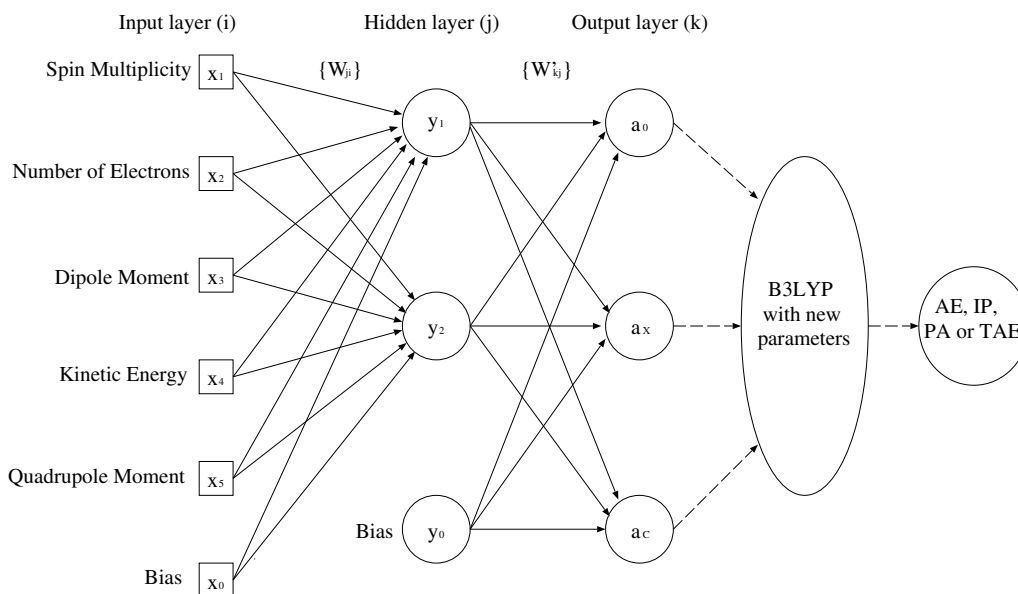 Input layer (i)
Hidden layer (j)
Output layer (k)
Spin Multiplicity
x1
{Wji}
{W'kj}
y1
a0
Number of Electrons
x2
Dipole Moment
x3
B3LYP
with new
parameters
AE, IP,
PA or TAE
y2
aX
Kinetic Energy
x4
Quadrupole Moment
x5
Bias
y0
aC
Bias
x0